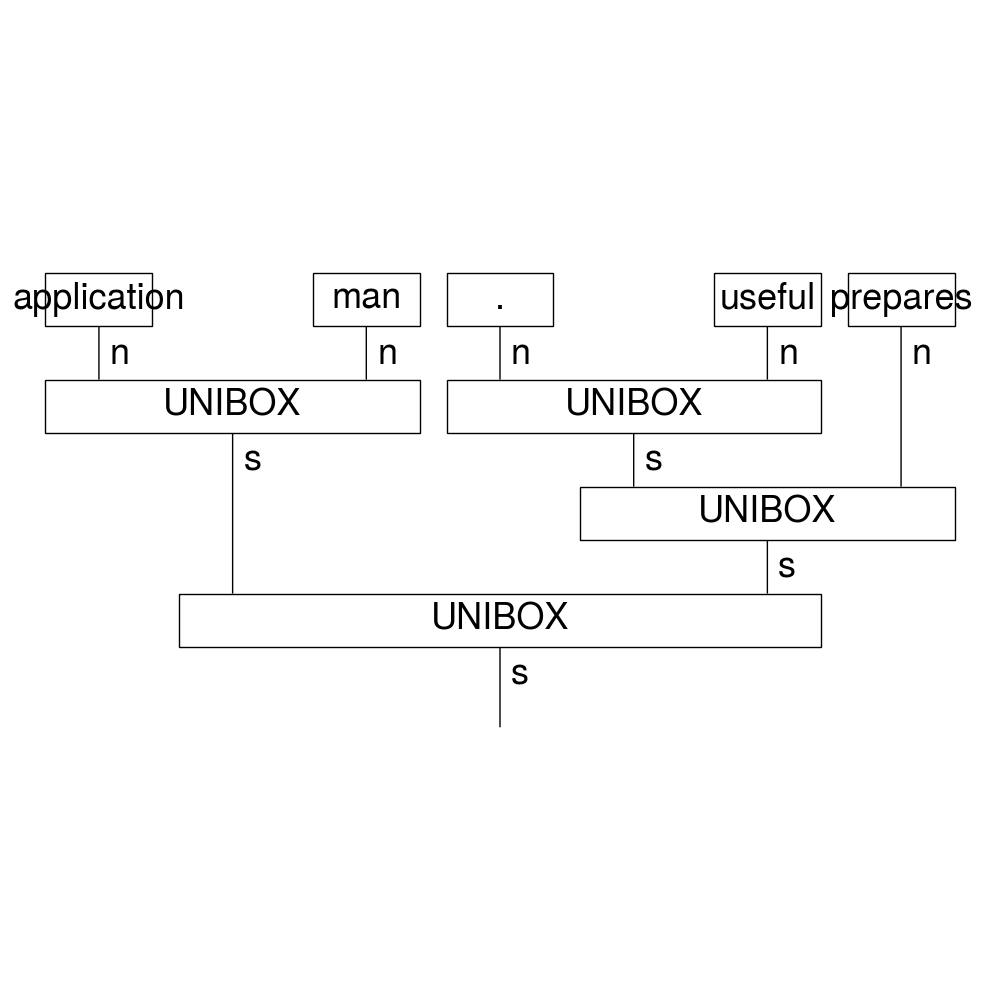 application man . useful prepares
n n n n n
UNIBOX UNIBOX
s s
UNIBOX
s
UNIBOX
s